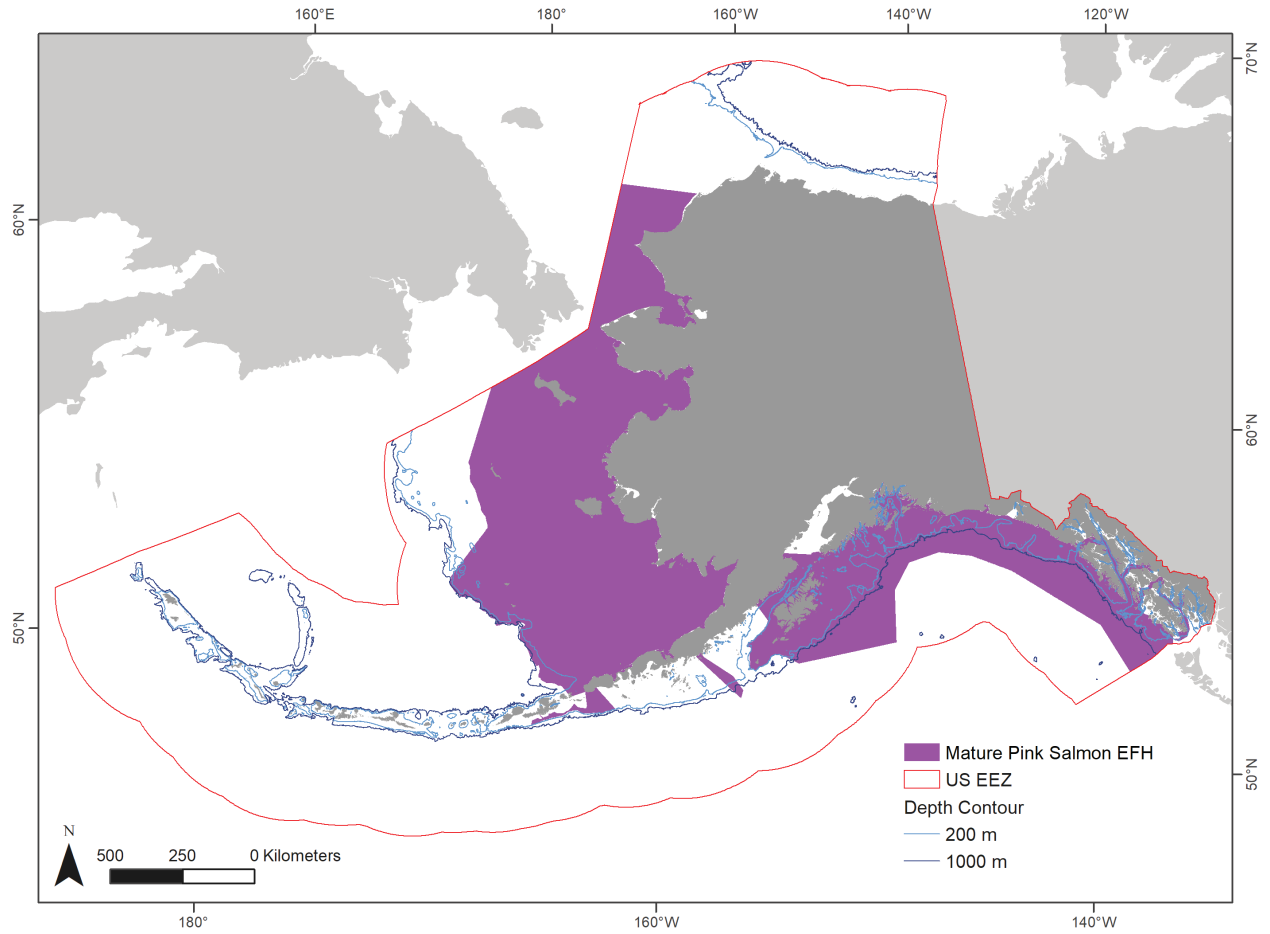 160°E 180° 160°W 140°W 120°W
70°N
60°N
60°N
50°N
50°N
Mature Pink Salmon EFH
US EEZ
Depth Contour
200 m
1000 m
N
500 250 0 Kilometers
180° 160°W 140°W